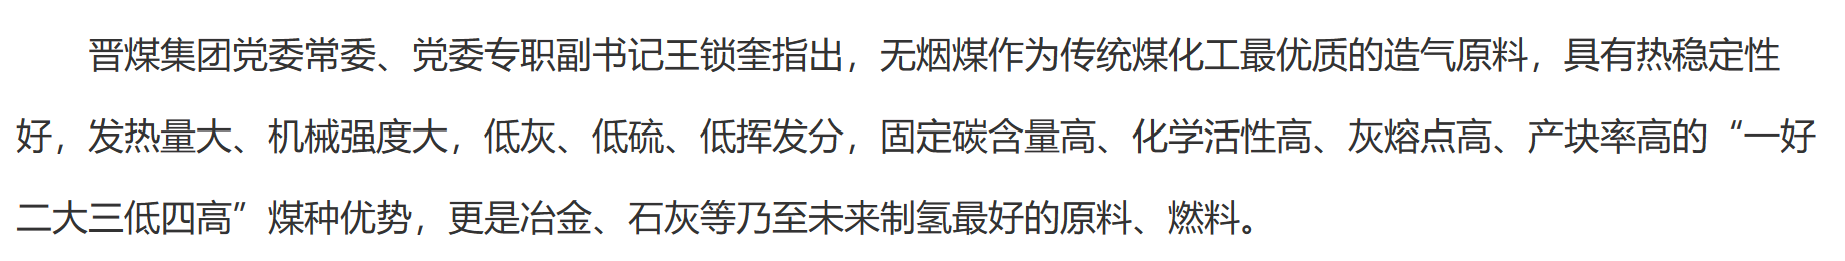 晋煤集团党委常委、党委专职副书记王锁奎指出，无烟煤作为传统煤化工最优质的造气原料，具有热稳定性
好，发热量大、机械强度大，低灰、低硫、低挥发分，固定碳含量高、化学活性高、灰熔点高、产块率高的“一好
二大三低四高”煤种优势，更是冶金、石灰等乃至未来制氢最好的原料、燃料。